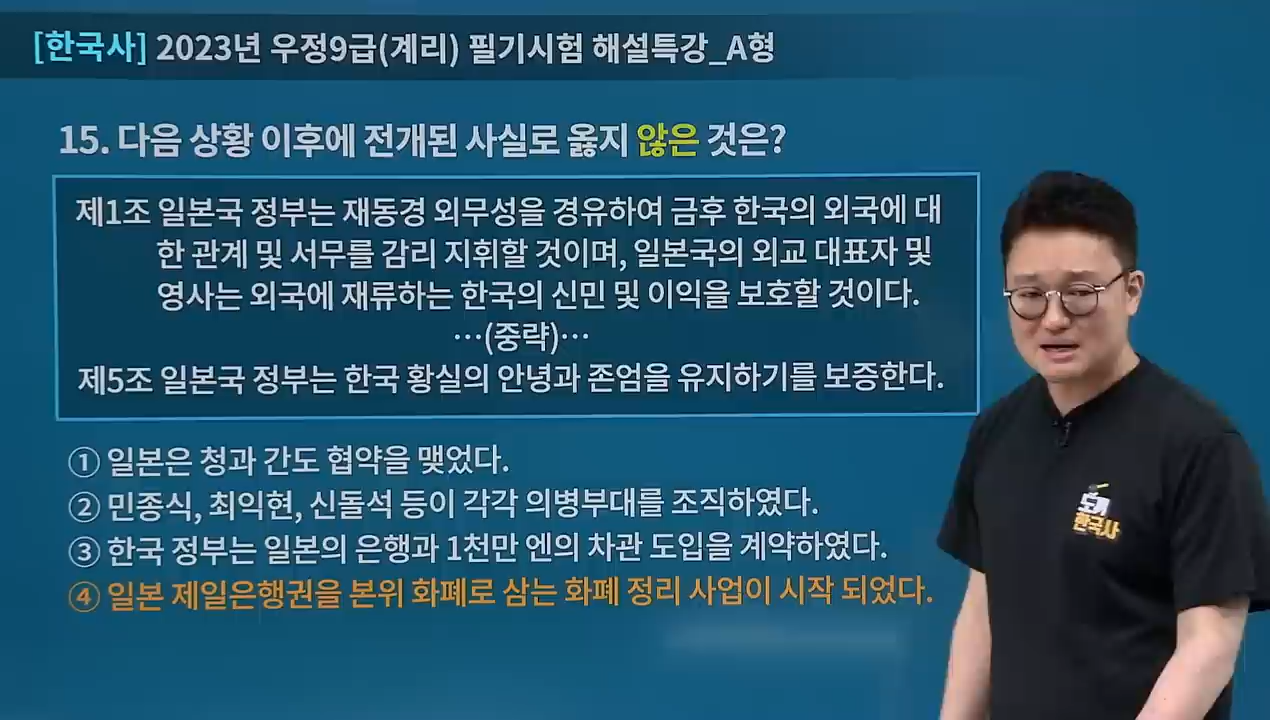 [한국사] 2023년 우정9급(계리) 필기시험 해설특강_A형
15. 다음 상황 이후에 전개된 사실로 옳지 않은 것은?
제1조 일본국 정부는 재동경 외무성을 경유하여 금후 한국의 외국에 대
한 관계 및 서무를 감리 지휘할 것이며, 일본국의 외교 대표자 및
영사는 외국에 재류하는 한국의 신민 및 이익을 보호할 것이다.
…(중략)…
제5조 일본국 정부는 한국 황실의 안녕과 존엄을 유지하기를 보증한다.
① 일본은 청과 간도 협약을 맺었다.
② 민종식, 최익현, 신돌석 등이 각각 의병부대를 조직하였다.
③ 한국 정부는 일본의 은행과 1천만 엔의 차관 도입을 계약하였다.
④ 일본 제일은행권을 본위 화폐로 삼는 화폐 정리 사업이 시작 되었다.
한국사